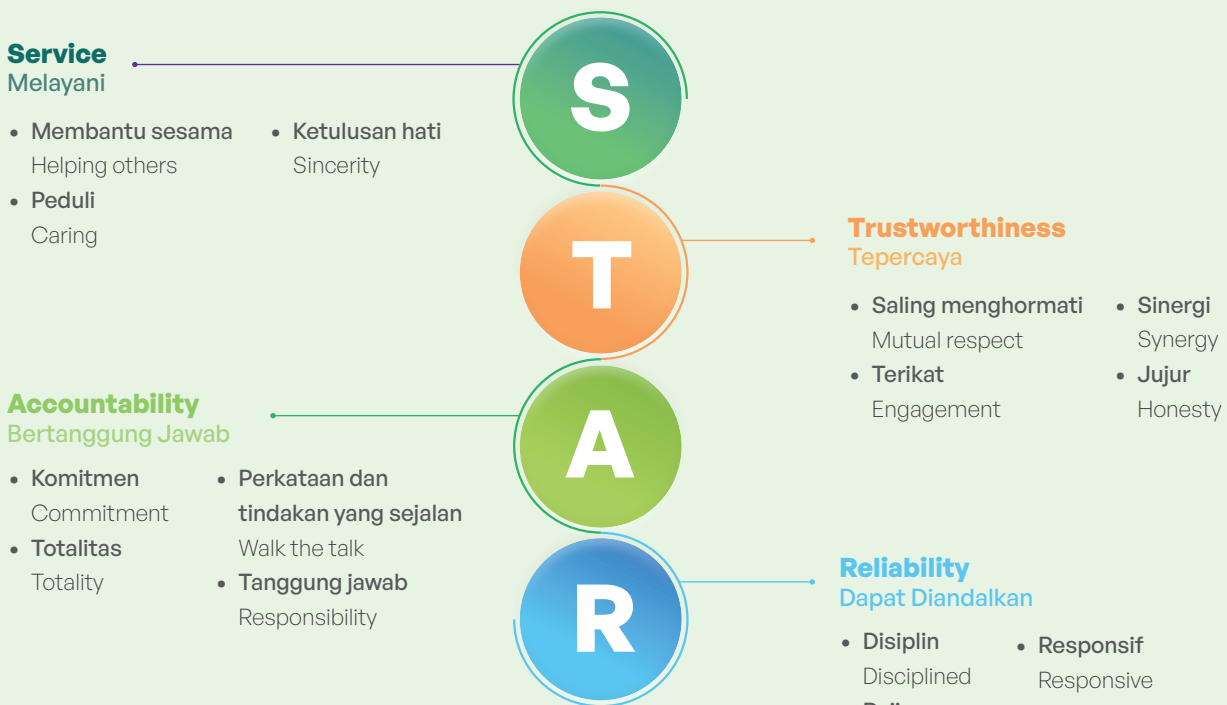 S
Service
Melayani
• Membantu sesama
Helping others
• Peduli
Caring
• Ketulusan hati
Sincerity
T
Trustworthiness
Tepercaya
• Saling menghormati
Mutual respect
• Terikat
Engagement
• Sinergi
Synergy
• Jujur
Honesty
A
Accountability
Bertanggung Jawab
• Komitmen
Commitment
• Totalitas
Totality
• Perkataan dan
tindakan yang sejalan
Walk the talk
• Tanggung jawab
Responsibility
R
Reliability
Dapat Diandalkan
• Disiplin
Disciplined
• Responsif
Responsive